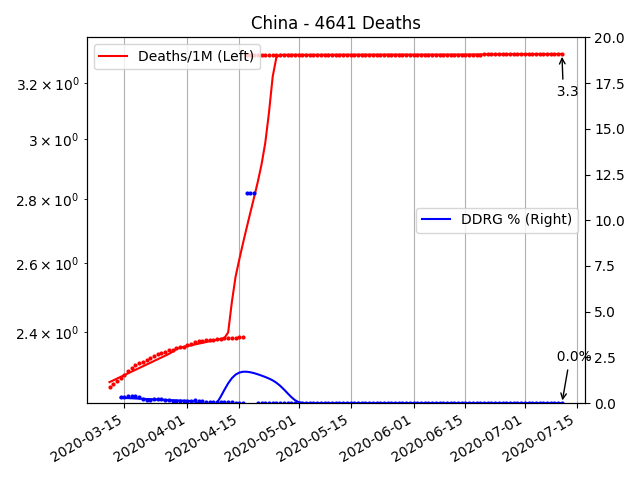 China - 4641 Deaths
Deaths/1M (Left)
DDRG % (Right)
3.3
0.0%
3.2 × 10⁰
3 × 10⁰
2.8 × 10⁰
2.6 × 10⁰
2.4 × 10⁰
20.0
17.5
15.0
12.5
10.0
7.5
5.0
2.5
0.0
2020-03-15
2020-04-01
2020-04-15
2020-05-01
2020-05-15
2020-06-01
2020-06-15
2020-07-01
2020-07-15